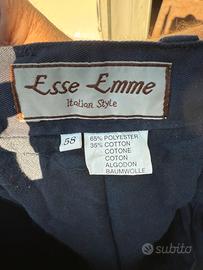 Esse Emme
Italian Style
58
65% POLYESTER
35% COTTON
COTONE
COTON
ALGODON
BAUMWOLLE
subito